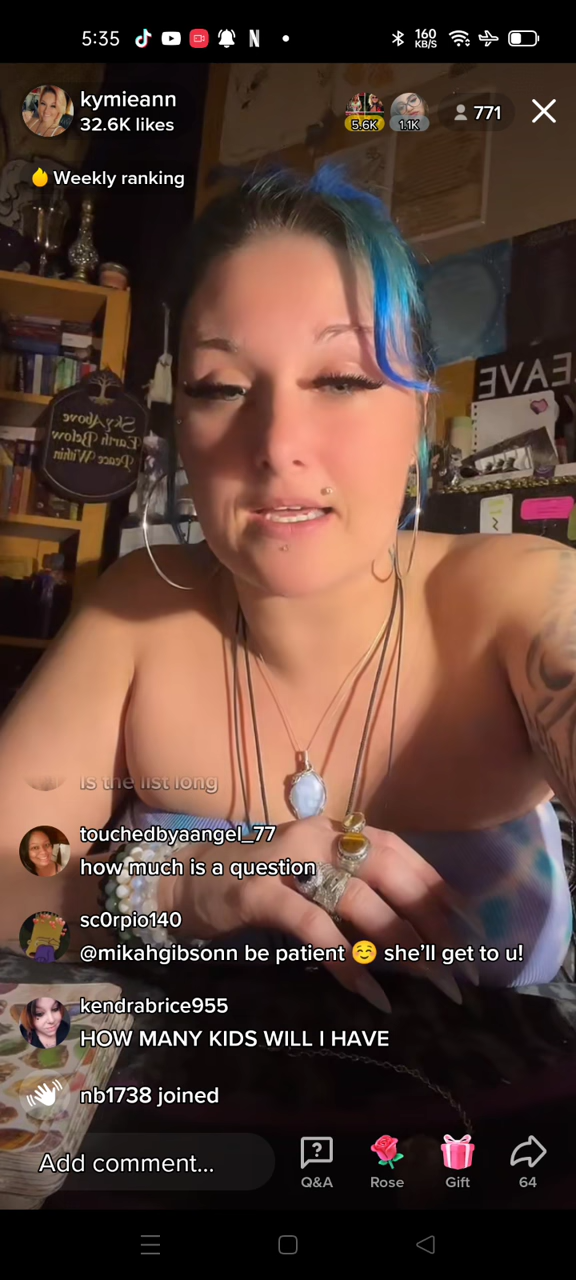 5:35
160
KB/S
kymieann
32.6K likes
5.6K
1.1K
771
Weekly ranking
EAVE
Sky Above
Earth Below
Peace Within
is the list long
touchedbyaangel_77
how much is a question
sc0rpio140
@mikahgibsonn be patient ☺️ she'll get to u!
kendrabrice955
HOW MANY KIDS WILL I HAVE
nb1738 joined
Add comment...
Q&A
Rose
Gift
64